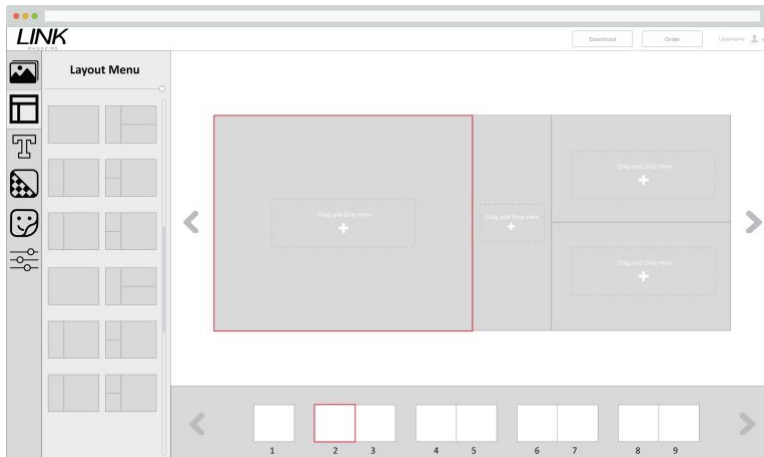 LINK
MAGAZINE
Download
Order
Username
Layout Menu
Drag and Drop Here
Drag and Drop Here
Drag and Drop Here
Drag and Drop Here
1 2 3 4 5 6 7 8 9